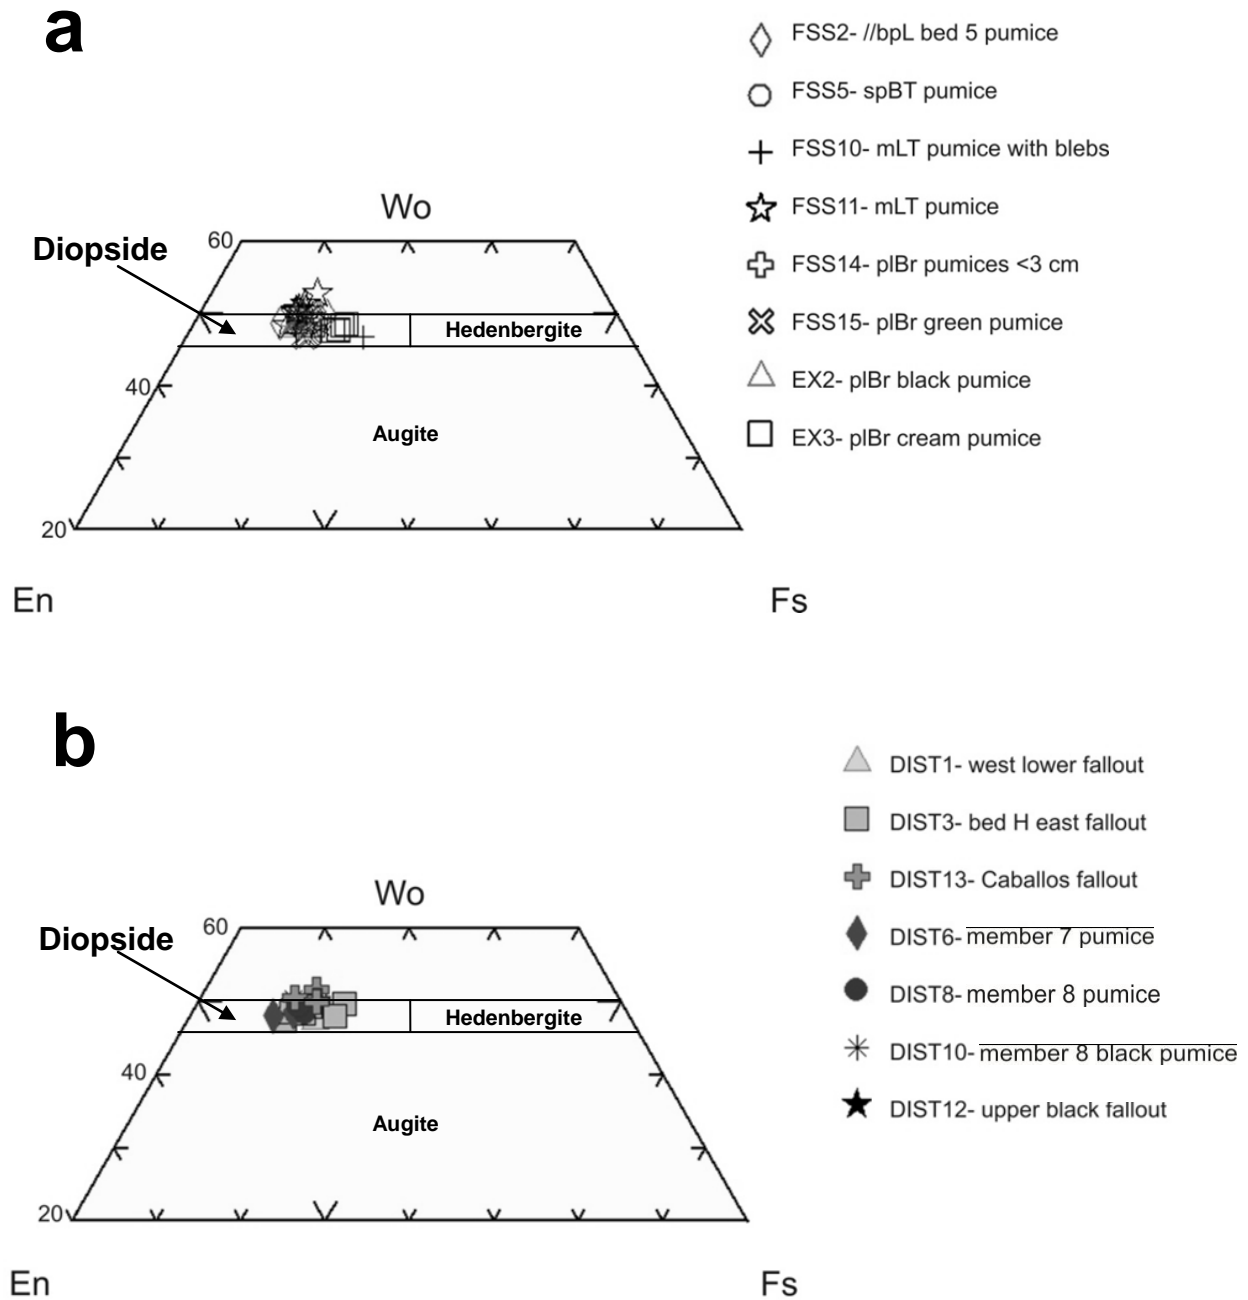 a
FSS2- //bpL bed 5 pumice
FSS5- spBT pumice
FSS10- mLT pumice with blebs
FSS11- mLT pumice
FSS14- plBr pumices <3 cm
FSS15- plBr green pumice
EX2- plBr black pumice
EX3- plBr cream pumice
Wo
60
Diopside
Hedenbergite
40
Augite
20
En
Fs
b
DIST1- west lower fallout
DIST3- bed H east fallout
DIST13- Caballos fallout
DIST6- member 7 pumice
DIST8- member 8 pumice
DIST10- member 8 black pumice
DIST12- upper black fallout
Wo
60
Diopside
Hedenbergite
40
Augite
20
En
Fs